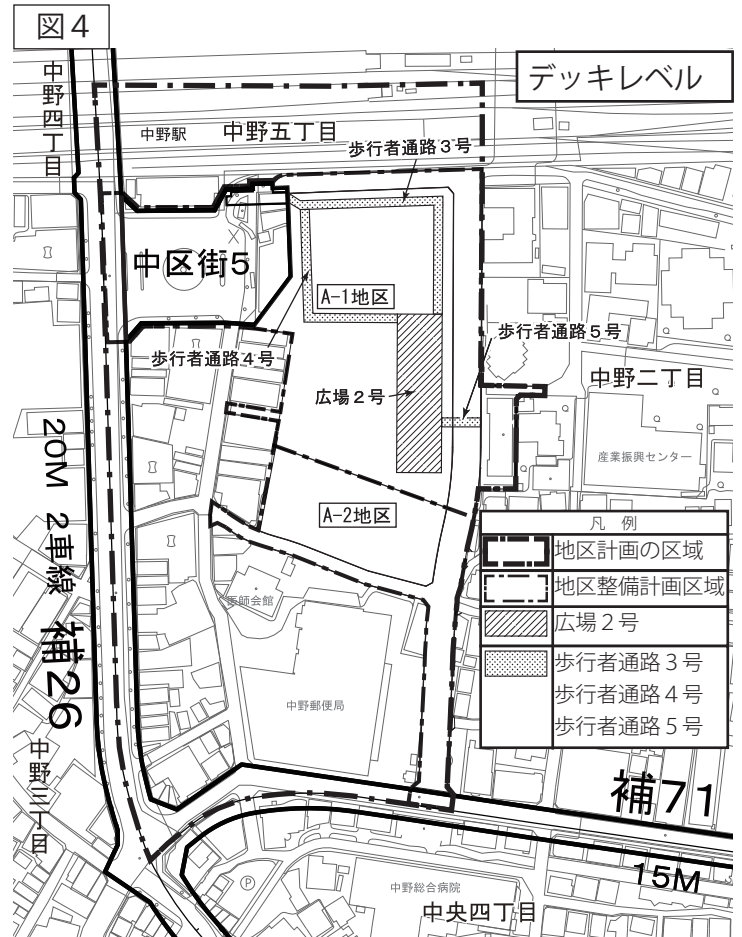 図４
デッキレベル
中野四丁目
中野駅
中野五丁目
歩行者通路３号
中区街5
A-1地区
歩行者通路５号
歩行者通路４号
広場２号
中野二丁目
産業振興センター
20M 2車線 補26
A-2地区
凡 例
地区計画の区域
地区整備計画区域
広場２号
歩行者通路３号
歩行者通路４号
歩行者通路５号
医師会館
中野郵便局
中野三丁目
補71
15M
P
中野総合病院
中央四丁目